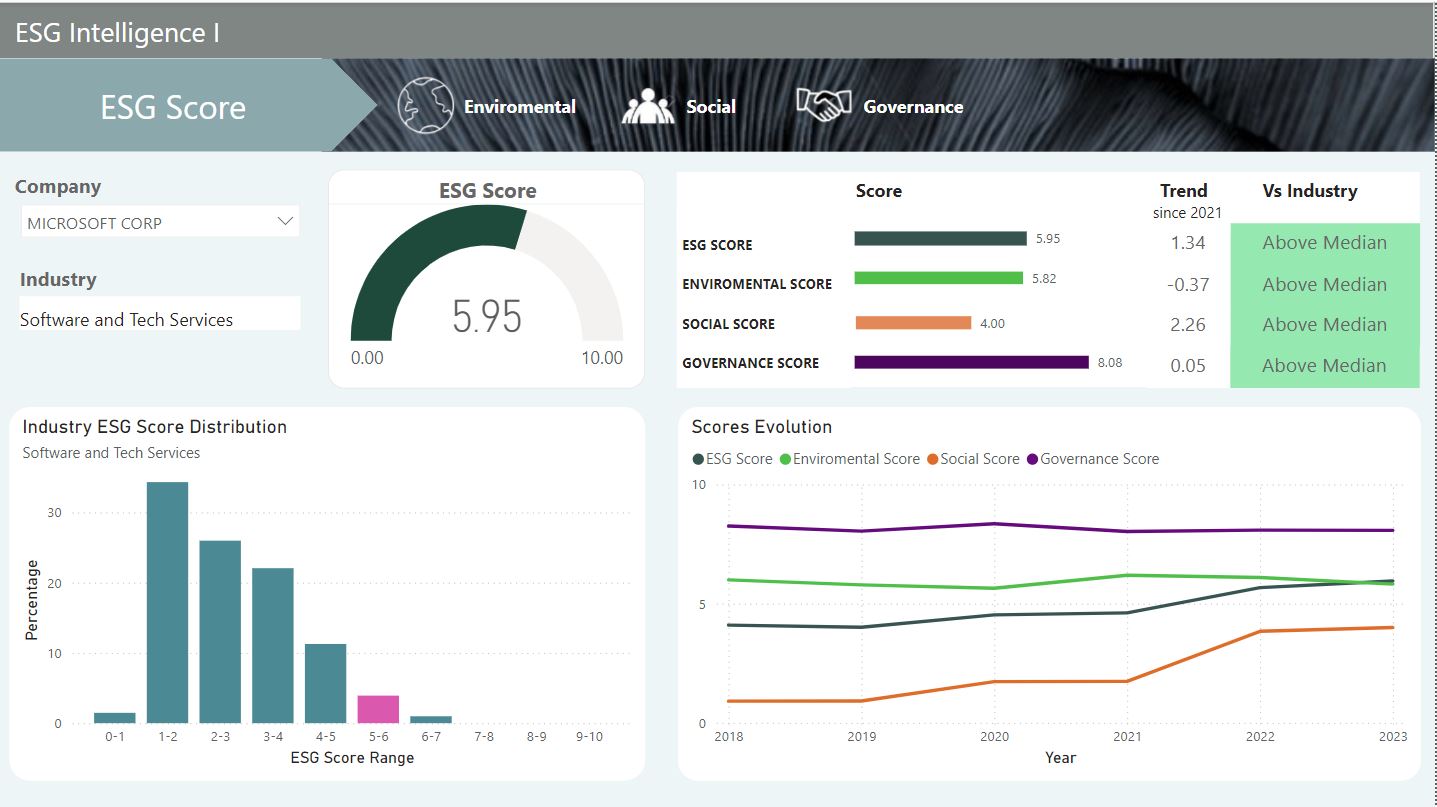 ESG Intelligence I
ESG Score
Enviromental
Social
Governance
Company
MICROSOFT CORP
Industry
Software and Tech Services
ESG Score
5.95
0.00
10.00
Score
Trend
since 2021
Vs Industry
ESG SCORE 5.95 1.34 Above Median
ENVIROMENTAL SCORE 5.82 -0.37 Above Median
SOCIAL SCORE 4.00 2.26 Above Median
GOVERNANCE SCORE 8.08 0.05 Above Median
Industry ESG Score Distribution
Software and Tech Services
Percentage
30
20
10
0
0-1 1-2 2-3 3-4 4-5 5-6 6-7 7-8 8-9 9-10
ESG Score Range
Scores Evolution
ESG Score Enviromental Score Social Score Governance Score
10
5
0
2018 2019 2020 2021 2022 2023
Year